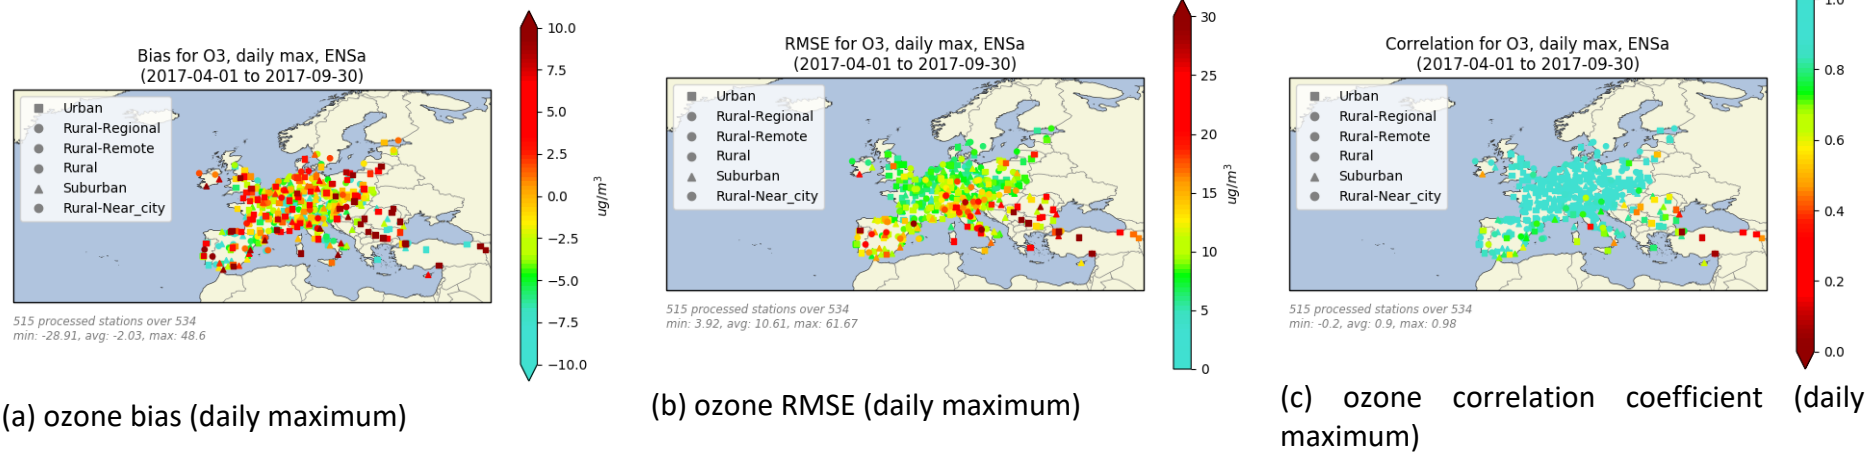 Bias for O3, daily max, ENSa
(2017-04-01 to 2017-09-30)
Urban
Rural-Regional
Rural-Remote
Rural
Suburban
Rural-Near_city
515 processed stations over 534
min: -28.91, avg: -2.03, max: 48.6
10.0
7.5
5.0
2.5
0.0
−2.5
−5.0
−7.5
−10.0
ug/m³
(a) ozone bias (daily maximum)
RMSE for O3, daily max, ENSa
(2017-04-01 to 2017-09-30)
Urban
Rural-Regional
Rural-Remote
Rural
Suburban
Rural-Near_city
515 processed stations over 534
min: 3.92, avg: 10.61, max: 61.67
30
25
20
15
10
5
0
ug/m³
(b) ozone RMSE (daily maximum)
Correlation for O3, daily max, ENSa
(2017-04-01 to 2017-09-30)
Urban
Rural-Regional
Rural-Remote
Rural
Suburban
Rural-Near_city
515 processed stations over 534
min: -0.2, avg: 0.9, max: 0.98
1.0
0.8
0.6
0.4
0.2
0.0
(c) ozone correlation coefficient (daily
maximum)